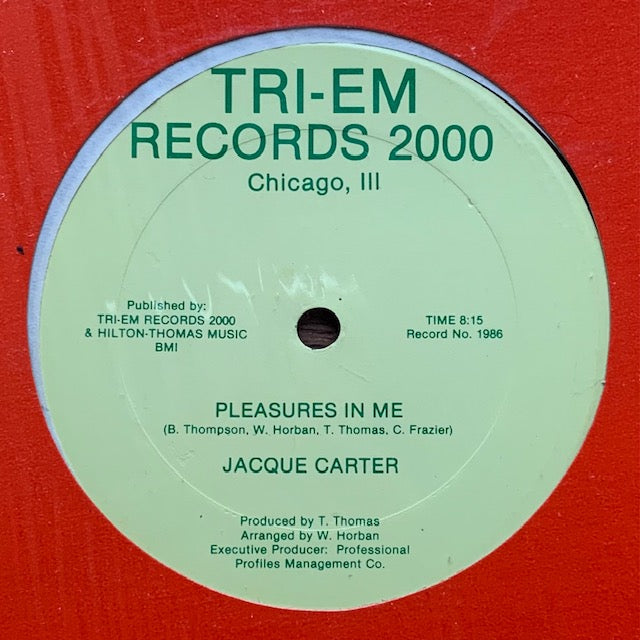 TRI-EM
RECORDS 2000
Chicago, Ill
Published by:
TRI-EM RECORDS 2000
& HILTON-THOMAS MUSIC
BMI
TIME 8:15
Record No. 1986
PLEASURES IN ME
(B. Thompson, W. Horban, T. Thomas, C. Frazier)
JACQUE CARTER
Produced by T. Thomas
Arranged by W. Horban
Executive Producer: Professional
Profiles Management Co.